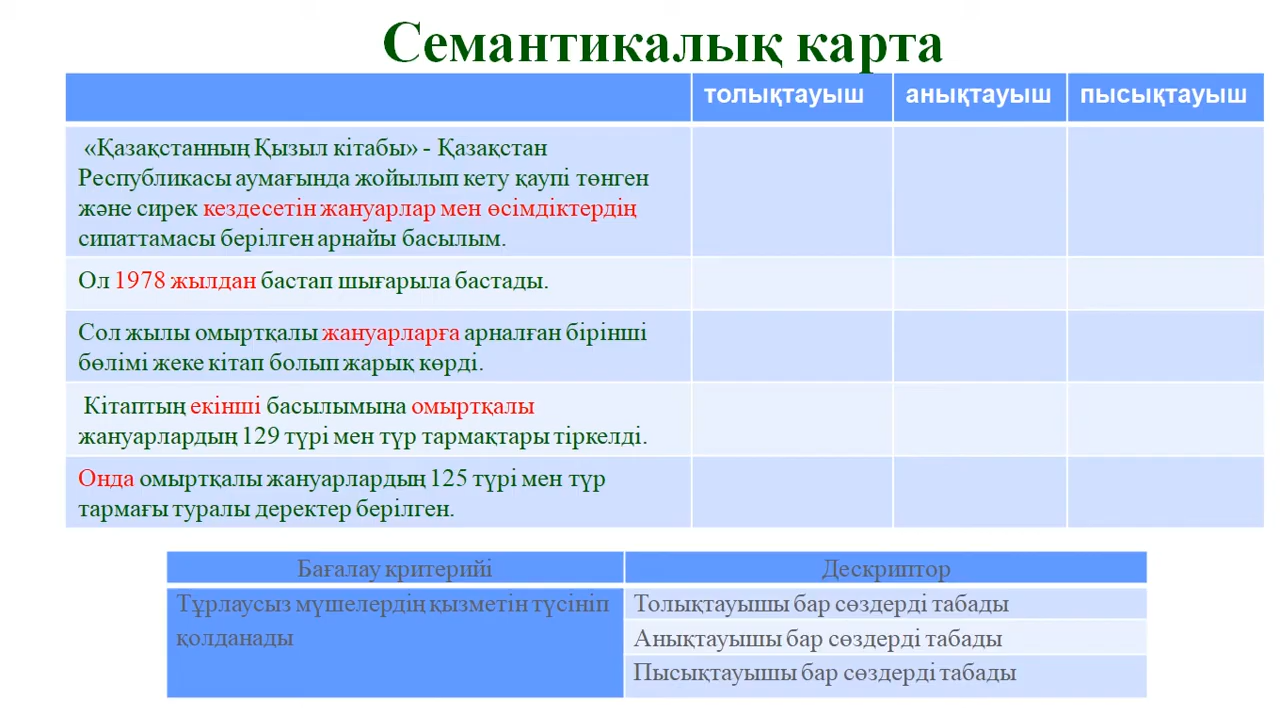 Семантикалық карта
толықтауыш анықтауыш пысықтауыш
«Қазақстанның Қызыл кітабы» - Қазақстан
Республикасы аумағында жойылып кету қаупі төнген
және сирек кездесетін жануарлар мен өсімдіктердің
сипаттамасы берілген арнайы басылым.
Ол 1978 жылдан бастап шығарыла бастады.
Сол жылы омыртқалы жануарларға арналған бірінші
бөлімі жеке кітап болып жарық көрді.
Кітаптың екінші басылымына омыртқалы
жануарлардың 129 түрі мен түр тармақтары тіркелді.
Онда омыртқалы жануарлардың 125 түрі мен түр
тармағы туралы деректер берілген.
Бағалау критерийі Дескриптор
Тұрлаусыз мүшелердің қызметін түсініп
қолданады
Толықтауышы бар сөздерді табады
Анықтауышы бар сөздерді табады
Пысықтауышы бар сөздерді табады